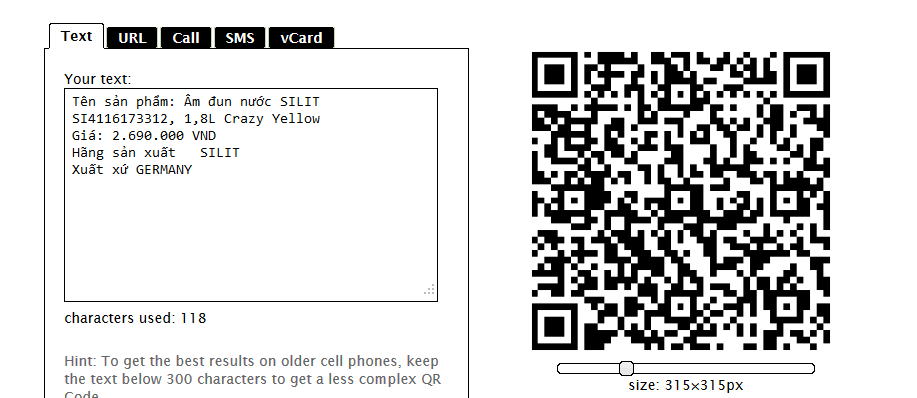 Text URL Call SMS vCard
Your text:
Tên sản phẩm: Âm đun nước SILIT
SI4116173312, 1,8L Crazy Yellow
Giá: 2.690.000 VND
Hãng sản xuất   SILIT
Xuất xứ GERMANY
characters used: 118
Hint: To get the best results on older cell phones, keep
the text below 300 characters to get a less complex QR
Code
size: 315×315px